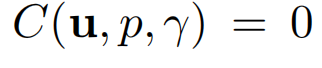 C(u, p, γ) = 0